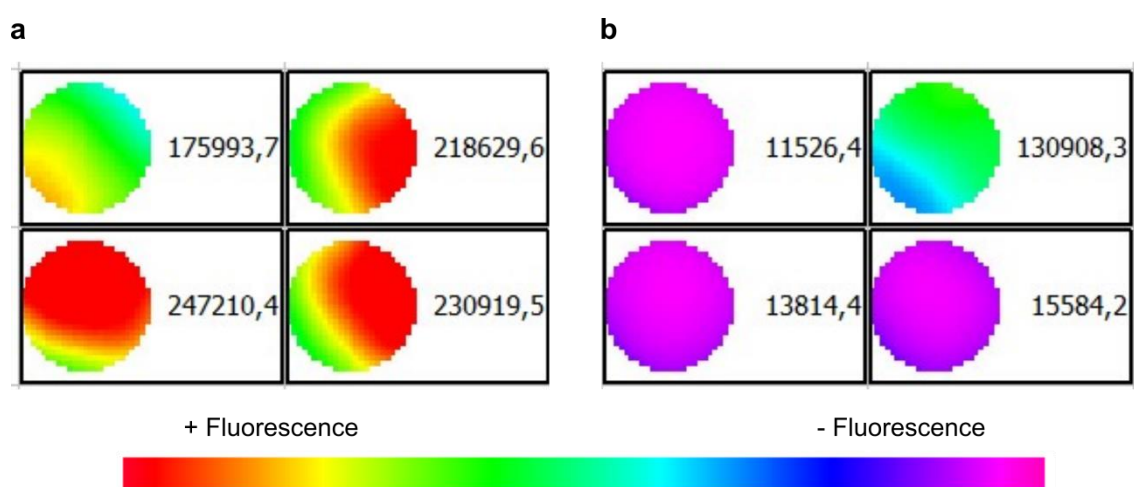 a
b
175993,7
218629,6
11526,4
130908,3
247210,4
230919,5
13814,4
15584,2
+ Fluorescence
- Fluorescence